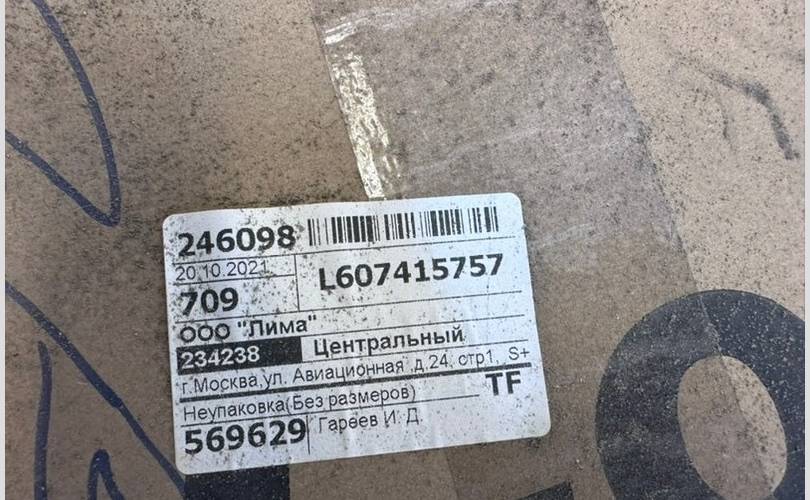 246098
20.10.2021
L607415757
709
ООО "Лима"
234238 Центральный
г.Москва,ул. Авиационная д.24, стр1, S+
Неупаковка(Без размеров) TF
569629 Гареев И. Д.